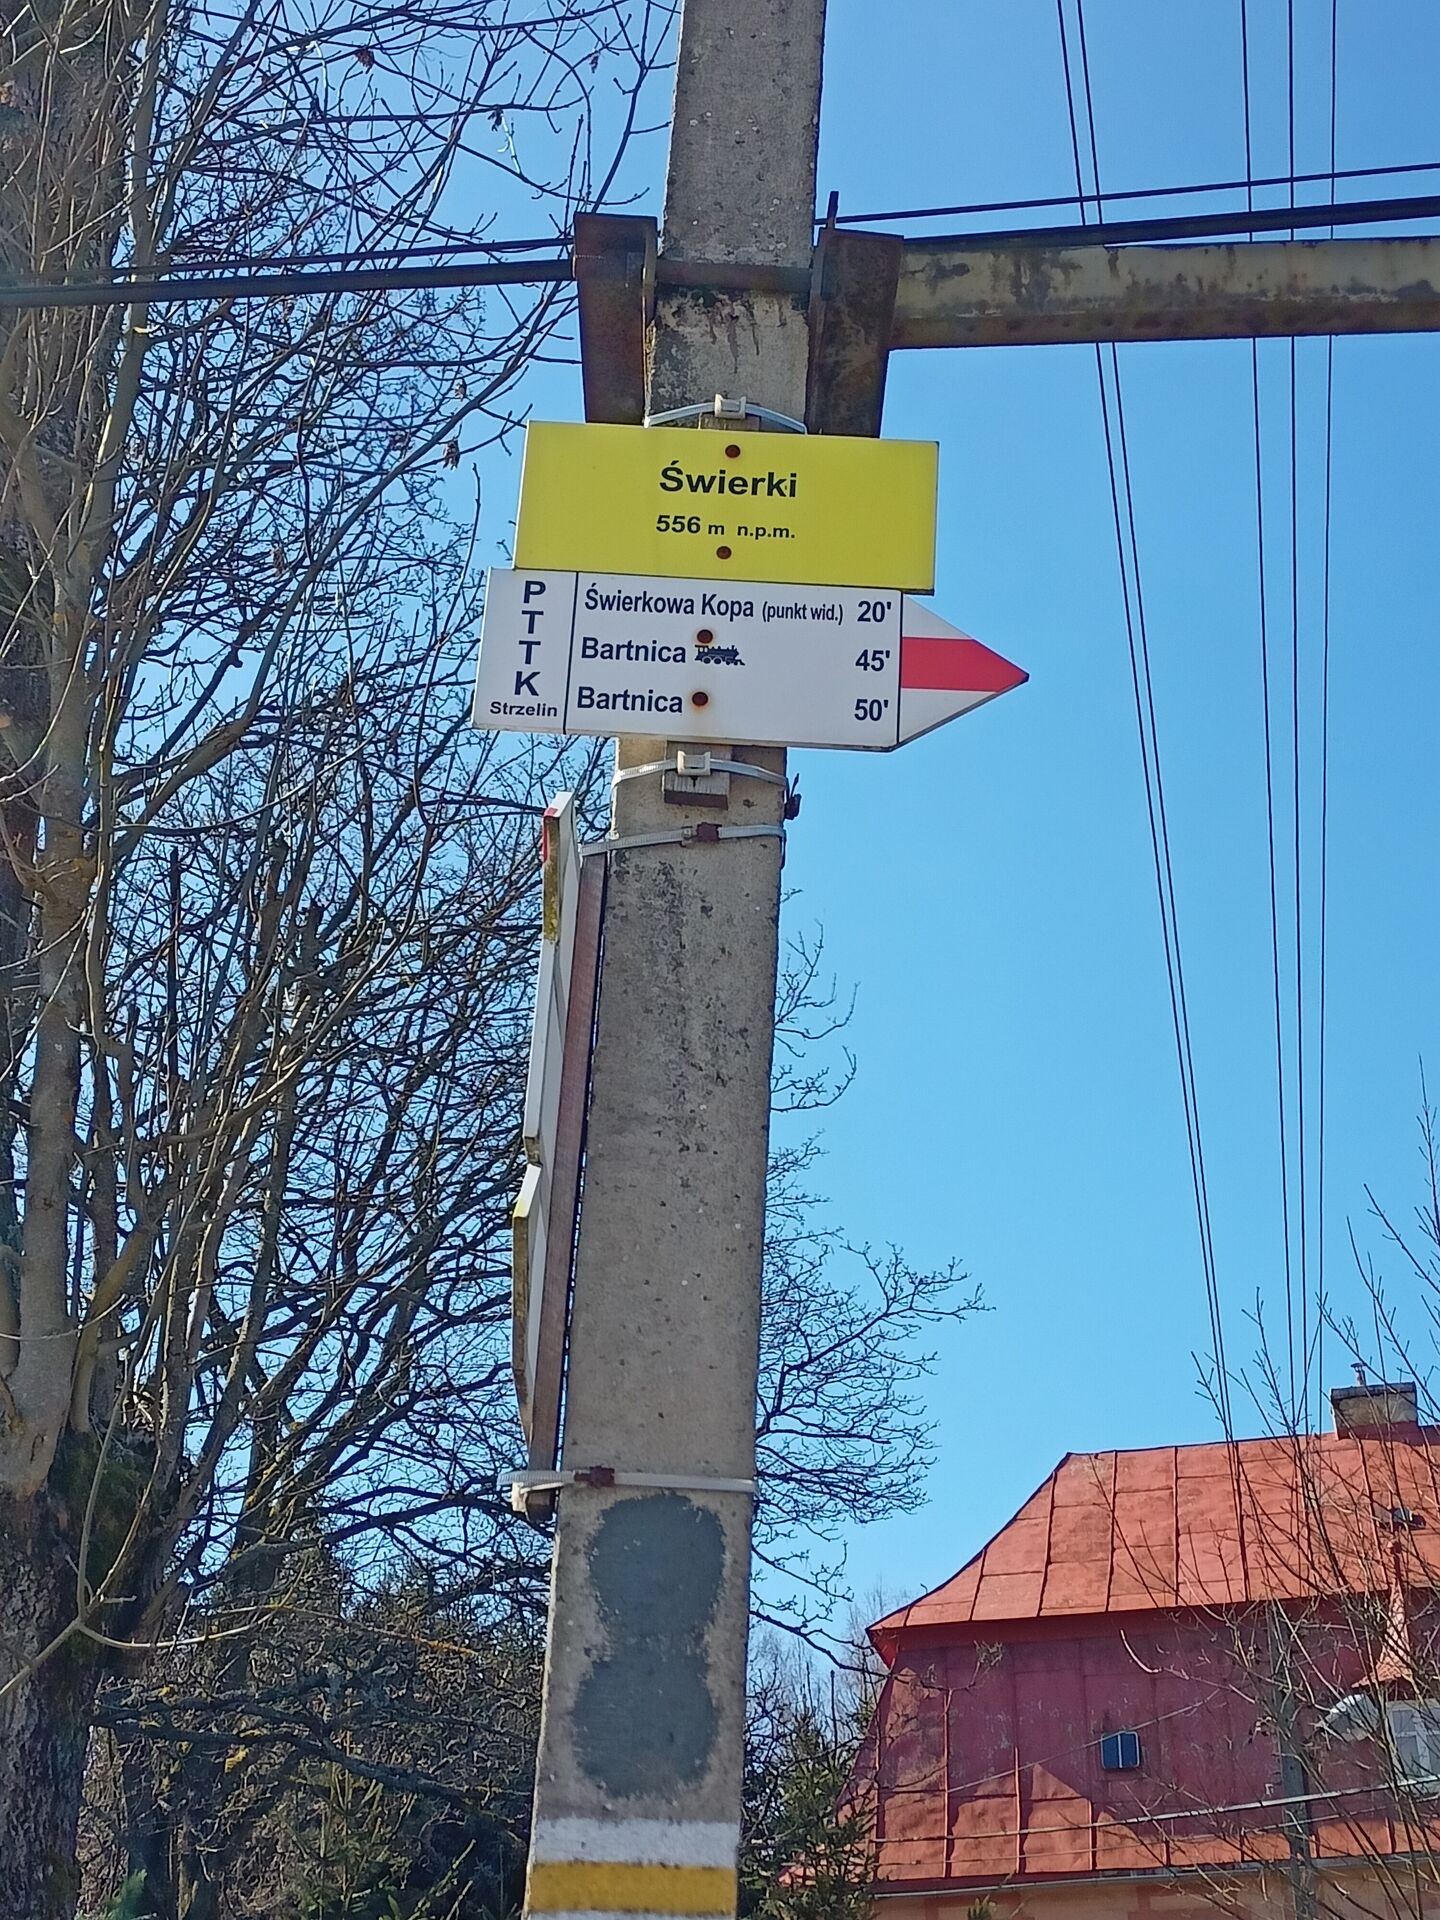 Świerki
556 m n.p.m.
PTTK
Strzelin
Świerkowa Kopa (punkt wid.) 20'
Bartnica 45'
Bartnica 50'